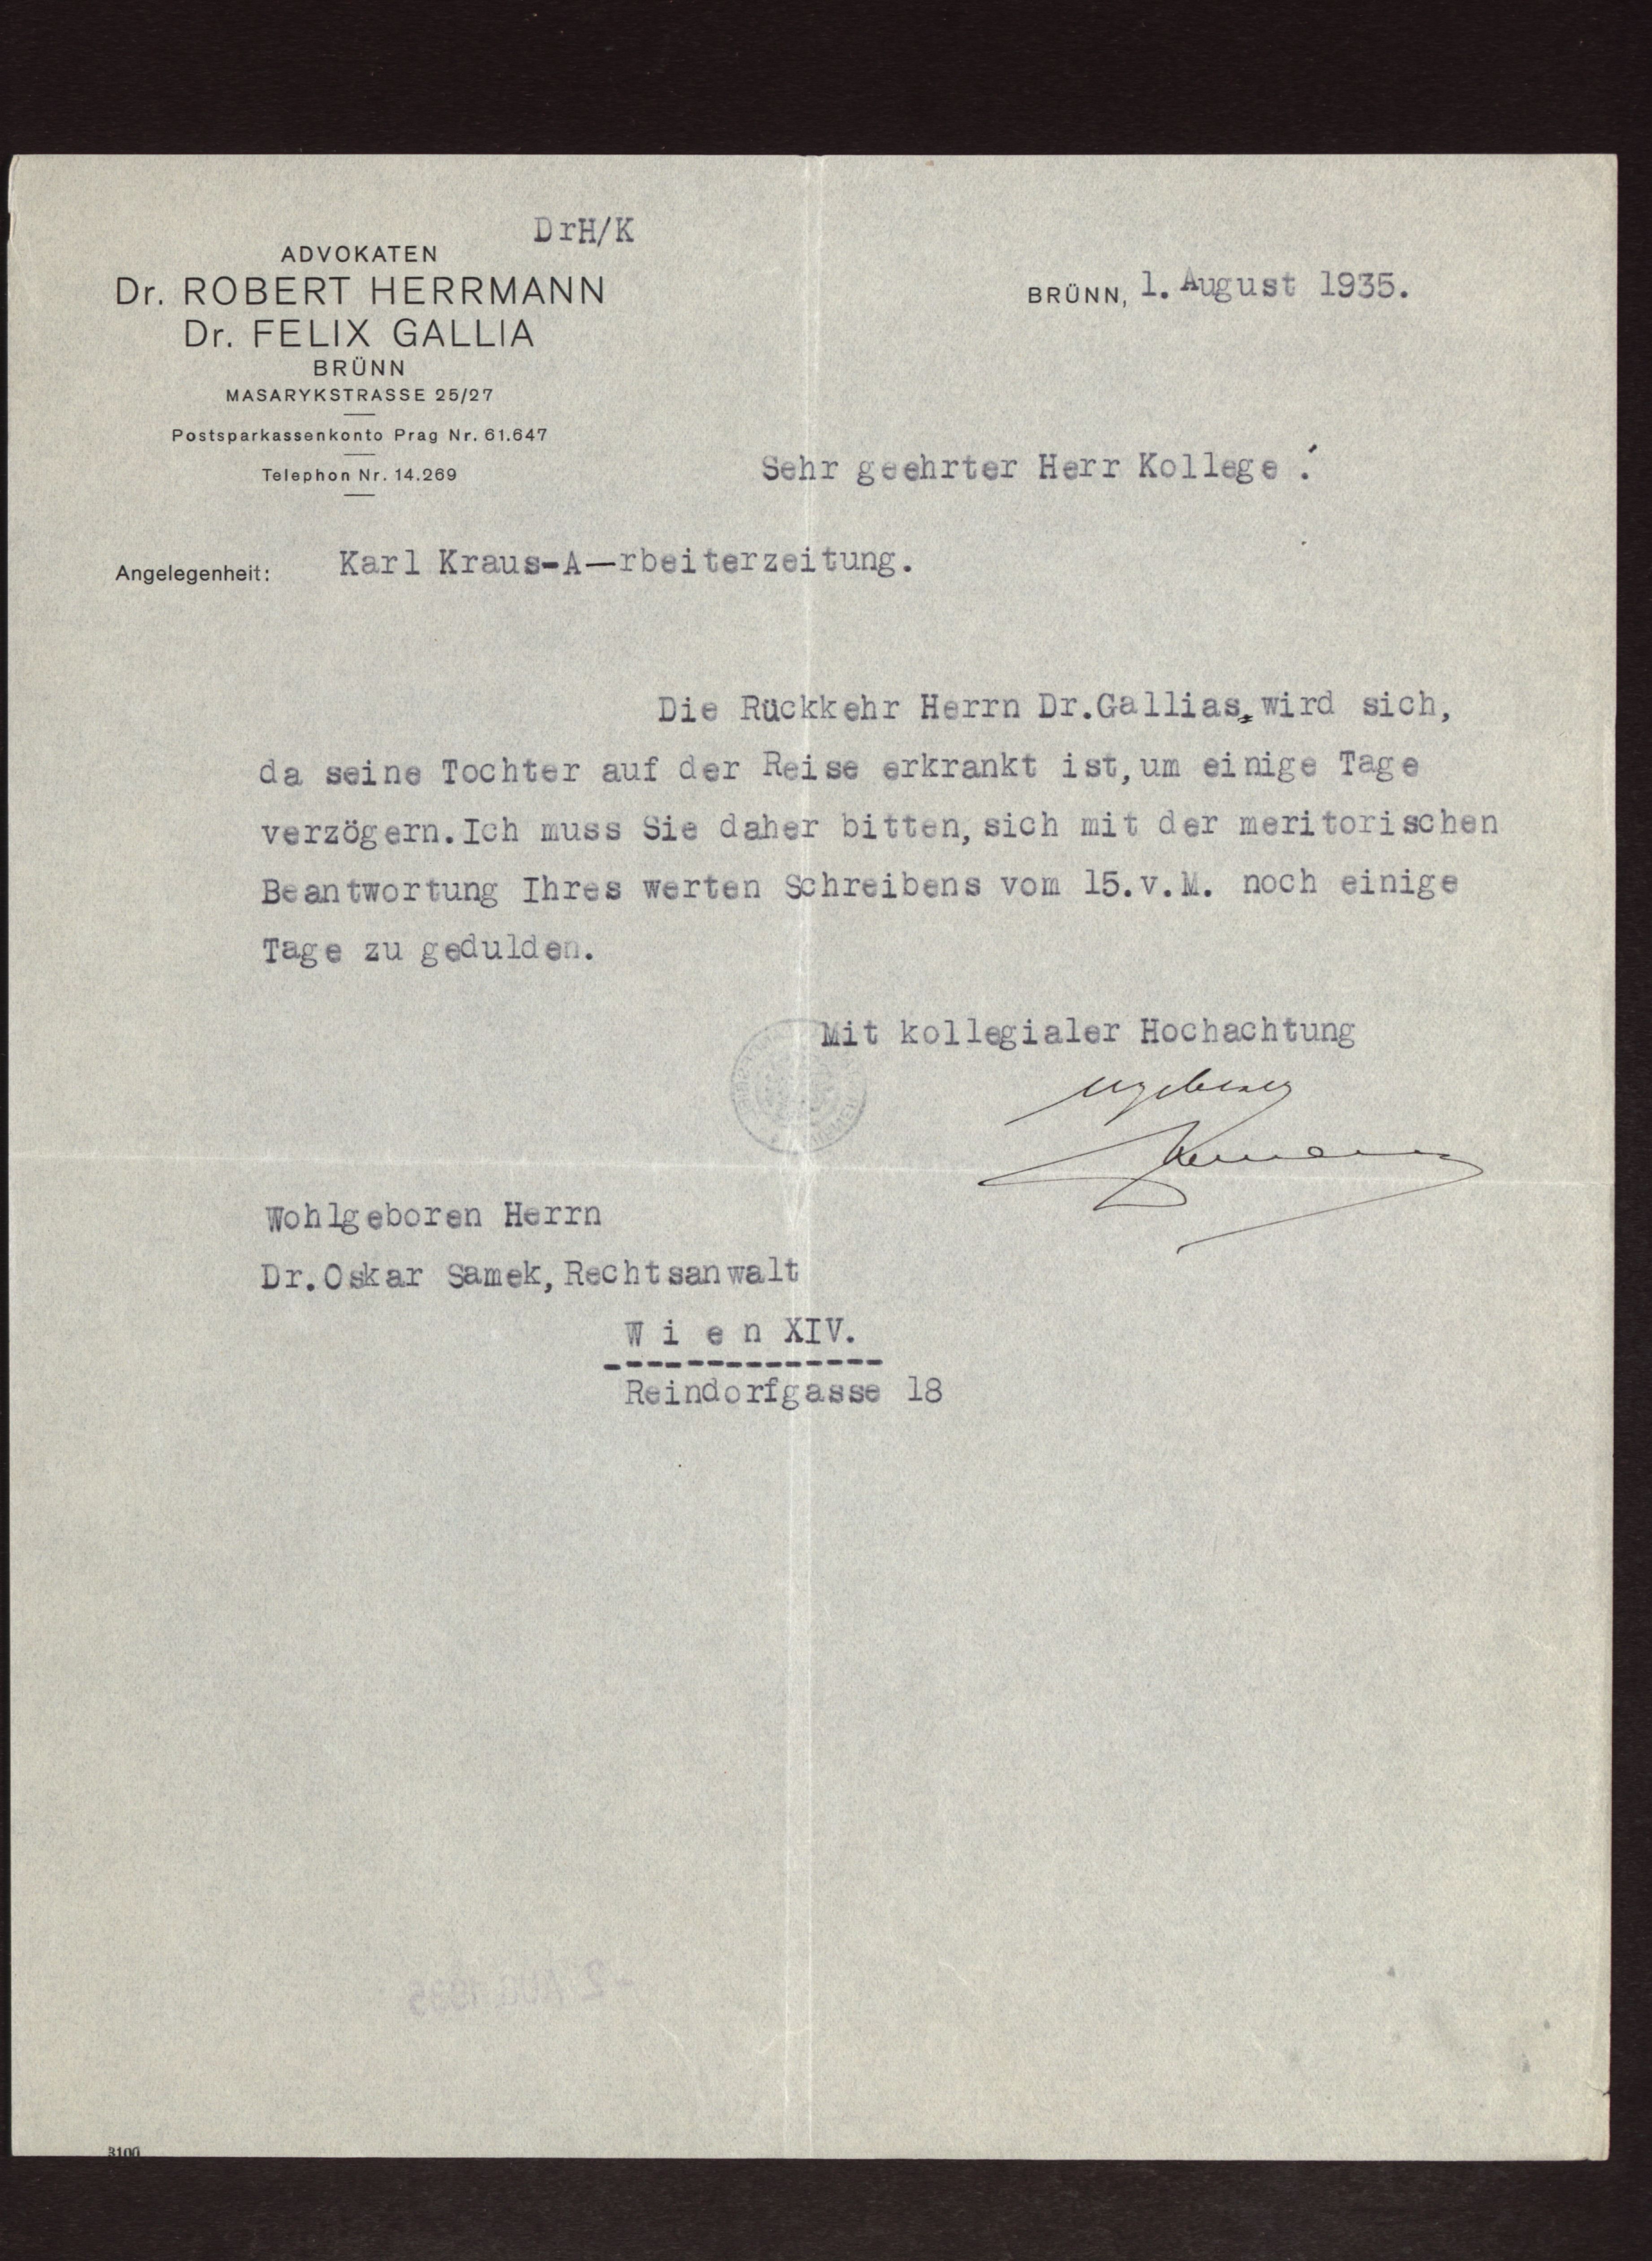 DrH/K
ADVOKATEN
Dr. ROBERT HERRMANN
Dr. FELIX GALLIA
BRÜNN
MASARYKSTRASSE 25/27
Postsparkassenkonto Prag Nr. 61.647
Telephon Nr. 14.269
BRÜNN, 1. August 1935.
Sehr geehrter Herr Kollege !
Angelegenheit: Karl Kraus-A—rbeiterzeitung.
Die Rückkehr Herrn Dr.Gallias, wird sich,
da seine Tochter auf der Reise erkrankt ist, um einige Tage
verzögern. Ich muss Sie daher bitten, sich mit der meritorischen
Beantwortung Ihres werten Schreibens vom 15.v.M. noch einige
Tage zu gedulden.
Mit kollegialer Hochachtung
Wohlgeboren Herrn
Dr.Oskar Samek, Rechtsanwalt
W i e n XIV.
Reindorfgasse 18
-2 AUG 1935
3100